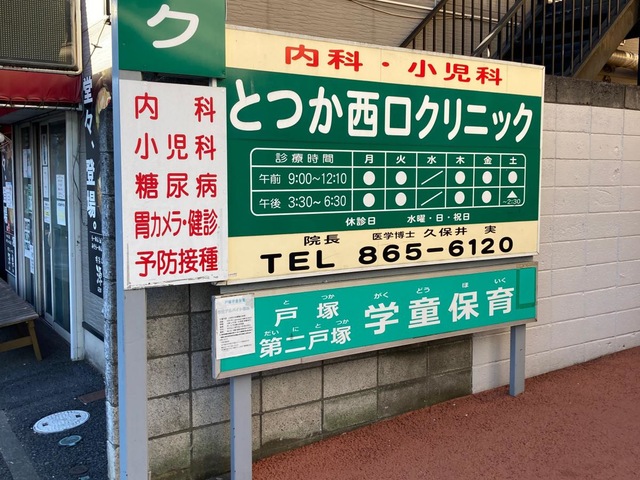 ク
内科
小児科
糖尿病
胃カメラ・健診
予防接種
内科・小児科
とつか西口クリニック
診療時間 月 火 水 木 金 土
午前 9:00~12:10 ● ● ／ ● ● ●
午後 3:30~6:30 ● ● ／ ● ● ▲
~2:30
休診日 水曜・日・祝日
院長 医学博士 久保井 実
TEL 865-6120
と つか
戸塚
だい に と つか
第二戸塚
がく どう ほ いく
学童保育
堂々、登場。